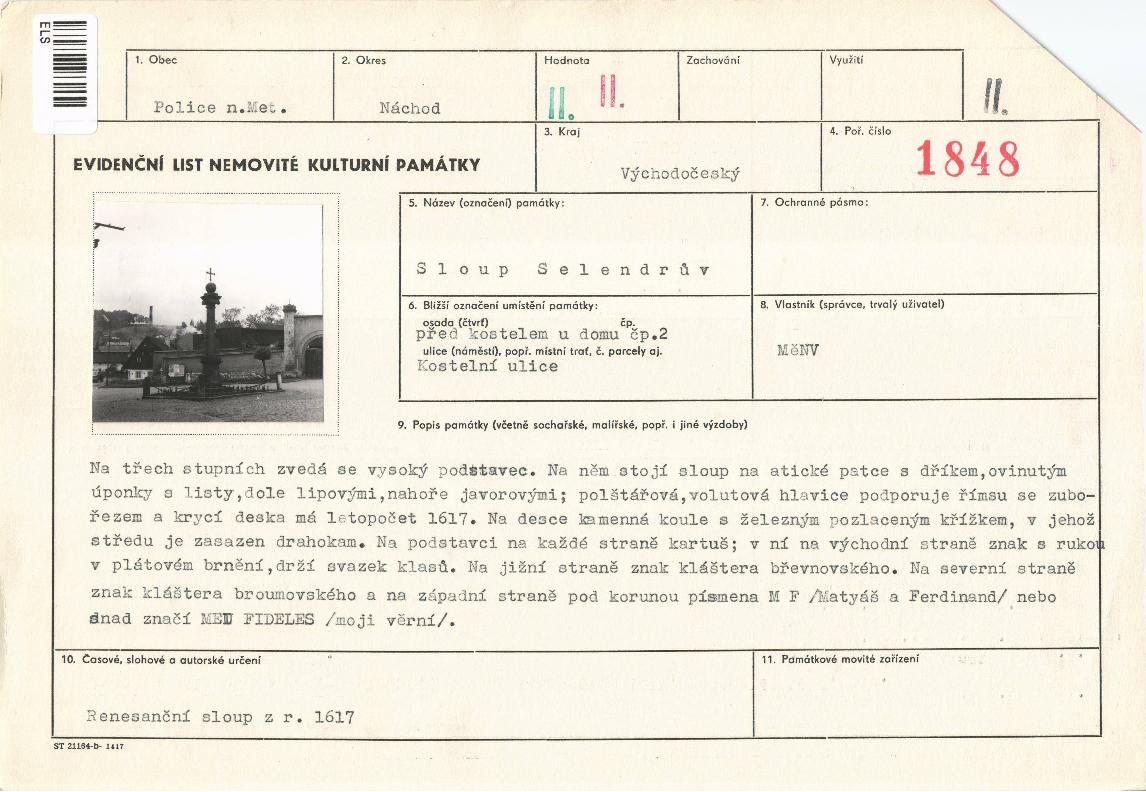 ELS
1. Obec
Police n.Met.
2. Okres
Náchod
Hodnota
II. II.
Zachování
Využití
II.
EVIDENČNÍ LIST NEMOVITÉ KULTURNÍ PAMÁTKY
3. Kraj
Východočeský
4. Poř. číslo
1848
5. Název (označení) památky:
Sloup Selendrův
7. Ochranné pásmo:
6. Bližší označení umístění památky:
osada (čtvrť) čp.
před kostelem u domu čp.2
ulice (náměstí), popř. místní trať, č. parcely aj.
Kostelní ulice
8. Vlastník (správce, trvalý uživatel)
MěNV
9. Popis památky (včetně sochařské, malířské, popř. i jiné výzdoby)
Na třech stupních zvedá se vysoký podstavec. Na něm stojí sloup na atické patce s dříkem,ovinutým
úponky s listy,dole lipovými,nahoře javorovými; polštářová,volutová hlavice podporuje římsu se zubo-
řezem a krycí deska má letopočet 1617. Na desce kamenná koule s železným pozlaceným křížkem, v jehož
středu je zasazen drahokam. Na podstavci na každé straně kartuš; v ní na východní straně znak s rukou
v plátovém brnění,drží svazek klasů. Na jižní straně znak kláštera břevnovského. Na severní straně
znak kláštera broumovského a na západní straně pod korunou písmena M F /Matyáš a Ferdinand/ nebo
snad značí MEI FIDELES /moji věrní/.
10. Časové, slohové a autorské určení
Renesanční sloup z r. 1617
11. Památkové movité zařízení
ST 21164-b- 1417